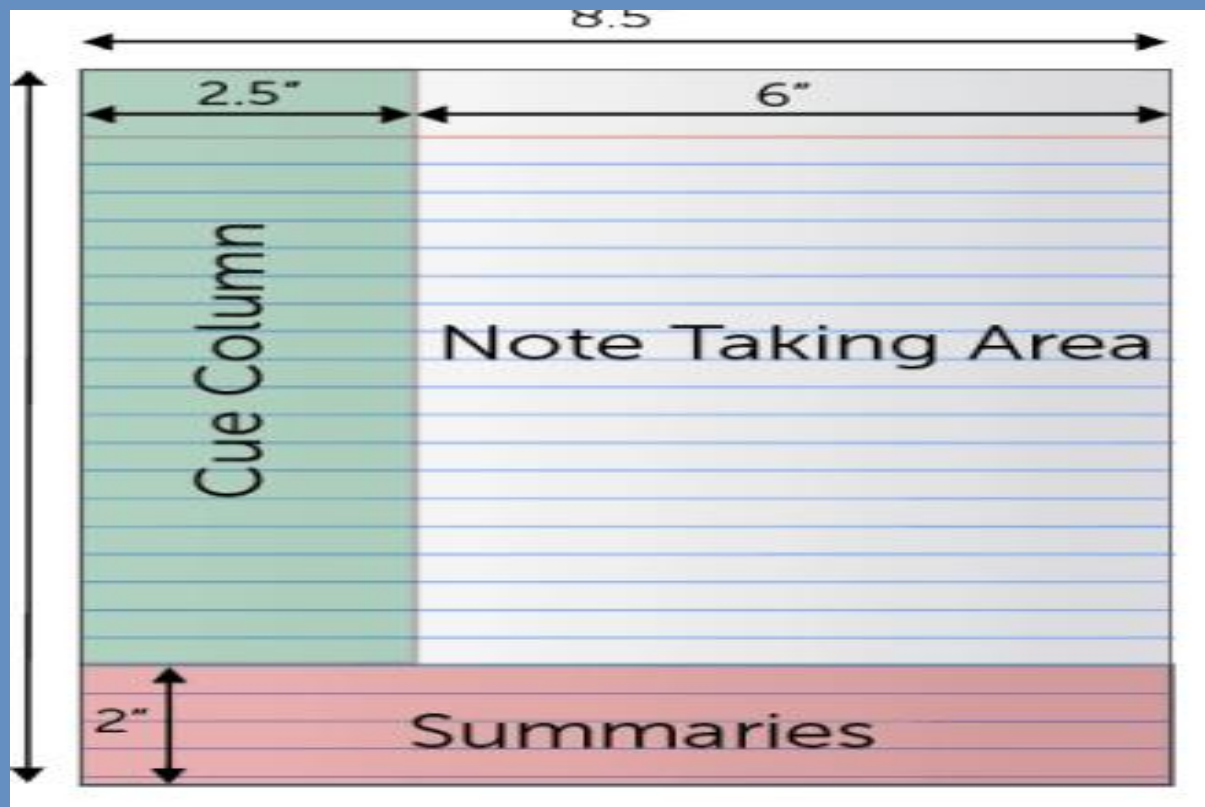 8.5
2.5” 6”
Cue Column
Note Taking Area
2”
Summaries